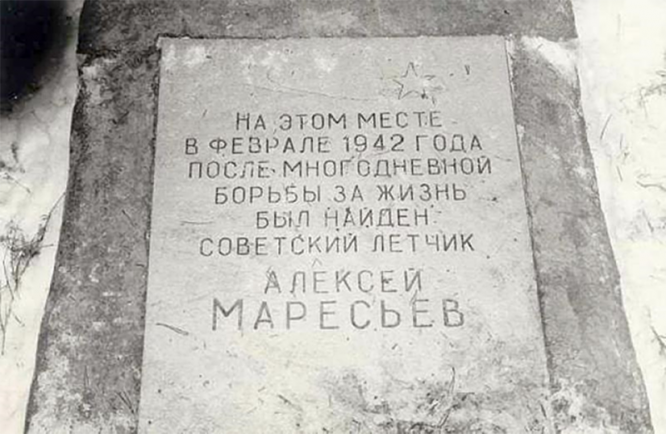 НА ЭТОМ МЕСТЕ
В ФЕВРАЛЕ 1942 ГОДА
ПОСЛЕ МНОГОДНЕВНОЙ
БОРЬБЫ ЗА ЖИЗНЬ
БЫЛ НАЙДЕН
СОВЕТСКИЙ ЛЕТЧИК
АЛЕКСЕЙ
МАРЕСЬЕВ